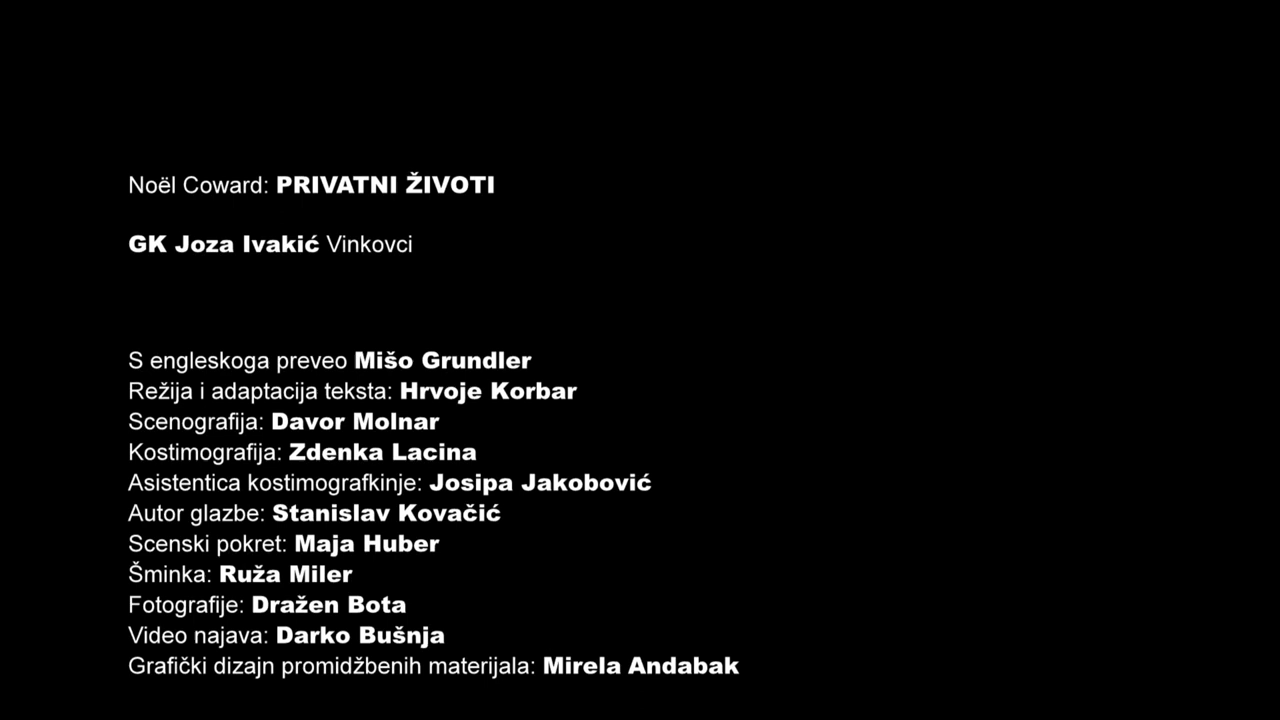 Noël Coward: PRIVATNI ŽIVOTI
GK Joza Ivakić Vinkovci
S engleskoga preveo Mišo Grundler
Režija i adaptacija teksta: Hrvoje Korbar
Scenografija: Davor Molnar
Kostimografija: Zdenka Lacina
Asistentica kostimografkinje: Josipa Jakobović
Autor glazbe: Stanislav Kovačić
Scenski pokret: Maja Huber
Šminka: Ruža Miler
Fotografije: Dražen Bota
Video najava: Darko Bušnja
Grafički dizajn promidžbenih materijala: Mirela Andabak